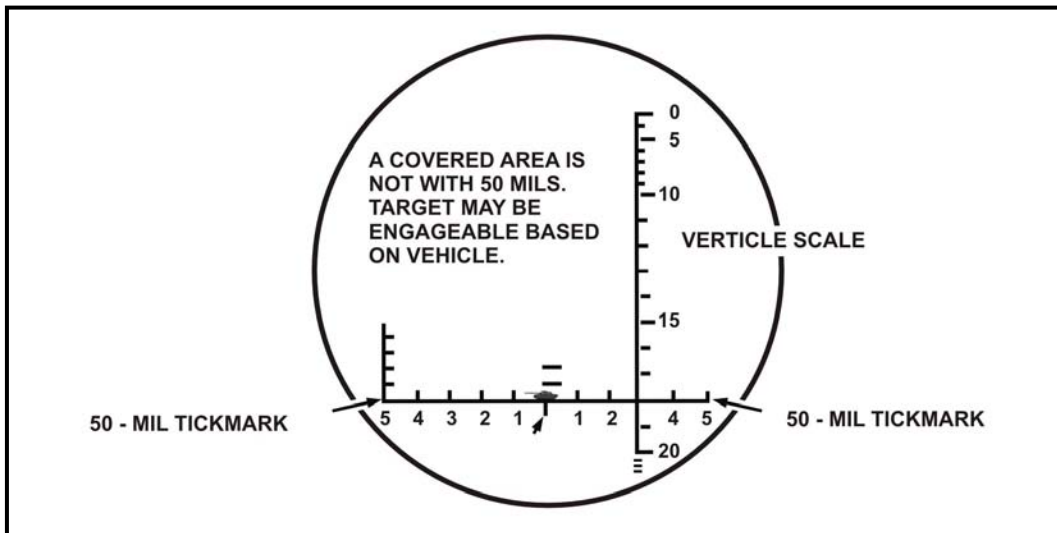 0
5
A COVERED AREA IS
NOT WITH 50 MILS.
TARGET MAY BE
ENGAGEABLE BASED
ON VEHICLE.
10
VERTICLE SCALE
15
50 - MIL TICKMARK
5 4 3 2 1 1 2 4 5
50 - MIL TICKMARK
20